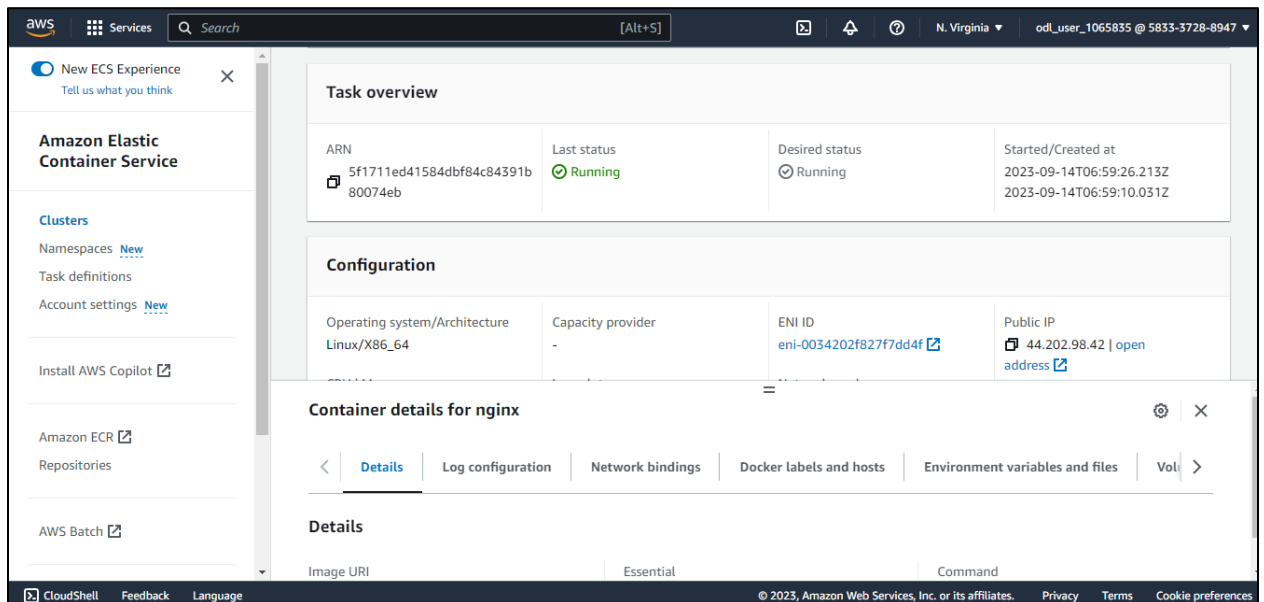 aws
Services
Search
[Alt+S]
N. Virginia
odl_user_1065835 @ 5833-3728-8947
New ECS Experience
Tell us what you think
Amazon Elastic
Container Service
Clusters
Namespaces New
Task definitions
Account settings New
Install AWS Copilot
Amazon ECR
Repositories
AWS Batch
Task overview
ARN
5f1711ed41584dbf84c84391b
80074eb
Last status
Running
Desired status
Running
Started/Created at
2023-09-14T06:59:26.213Z
2023-09-14T06:59:10.031Z
Configuration
Operating system/Architecture
Linux/X86_64
Capacity provider
-
ENI ID
eni-0034202f827f7dd4f
Public IP
44.202.98.42 | open
address
Container details for nginx
Details
Log configuration
Network bindings
Docker labels and hosts
Environment variables and files
Details
Image URI
Essential
Command
CloudShell
Feedback
Language
© 2023, Amazon Web Services, Inc. or its affiliates.
Privacy
Terms
Cookie preferences